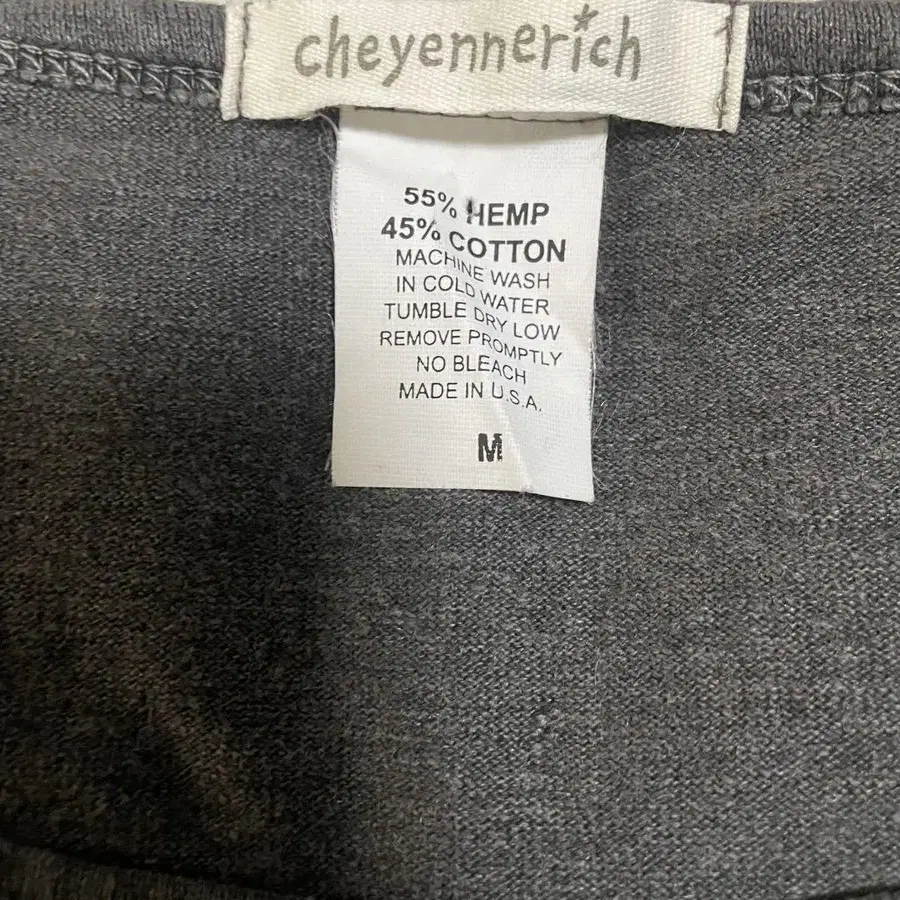 cheyennerich
55% HEMP
45% COTTON
MACHINE WASH
IN COLD WATER
TUMBLE DRY LOW
REMOVE PROMPTLY
NO BLEACH
MADE IN U.S.A.
M